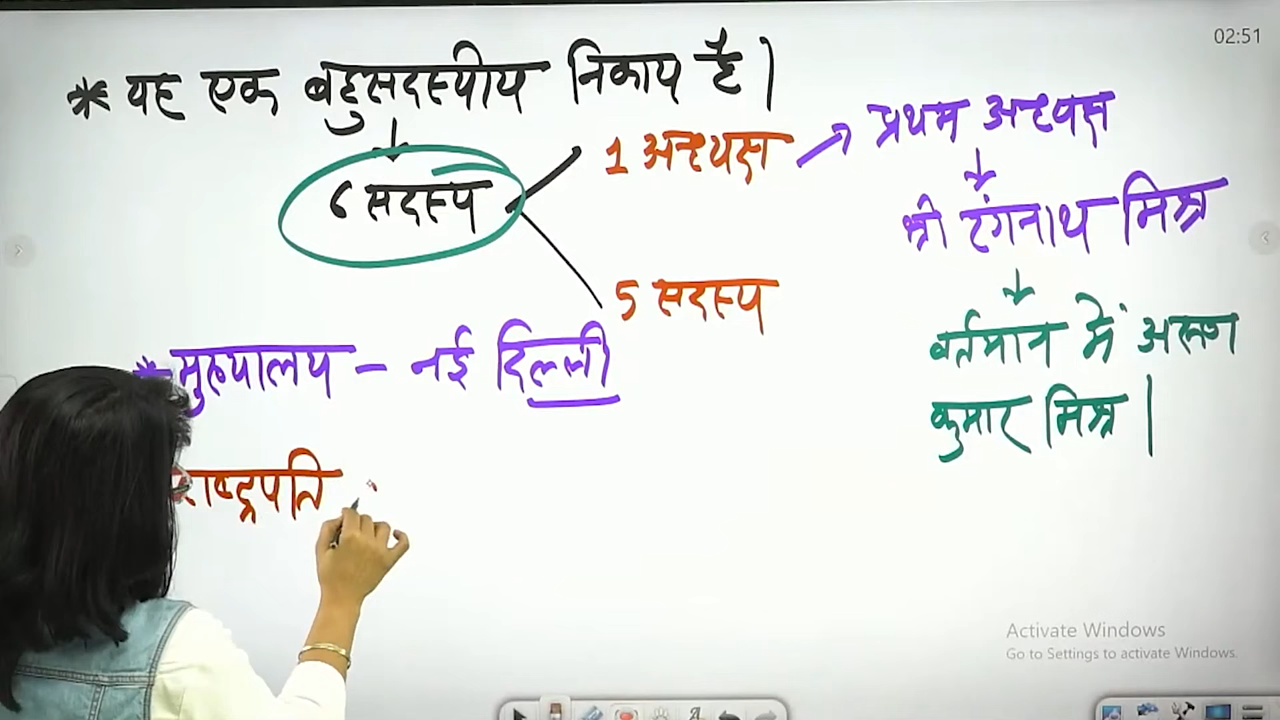 02:51
* यह एक बहुसदस्यीय निकाय है।
6 सदस्य
1 अध्यक्ष
5 सदस्य
प्रथम अध्यक्ष
श्री रंगनाथ मिश्र
वर्तमान में अरूण
कुमार मिश्र।
* मुख्यालय – नई दिल्ली
राष्ट्रपति
Activate Windows
Go to Settings to activate Windows.